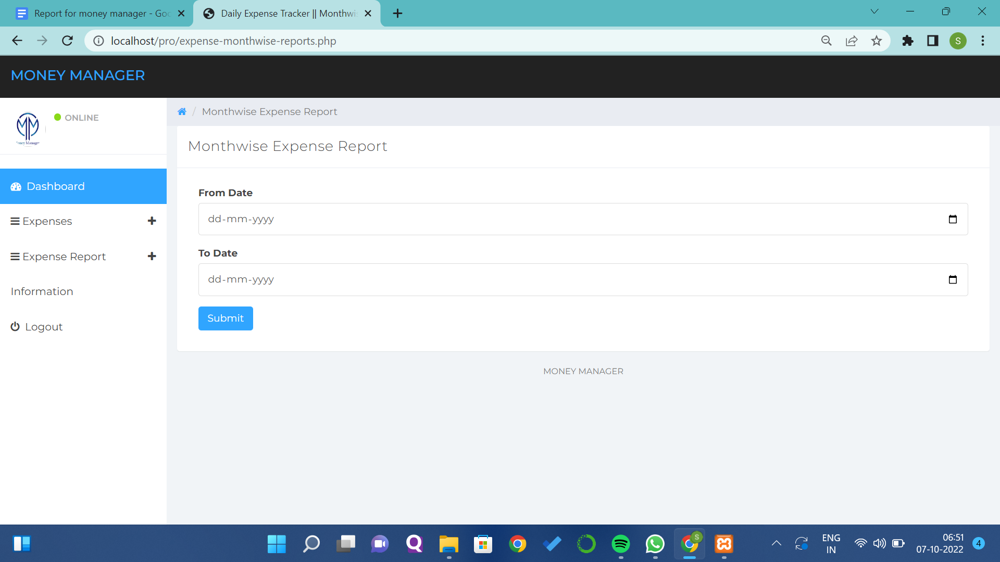 Report for money manager - Goo
Daily Expense Tracker || Monthwis
localhost/pro/expense-monthwise-reports.php
S
MONEY MANAGER
ONLINE
Monthwise Expense Report
Monthwise Expense Report
Dashboard
Expenses
Expense Report
Information
Logout
From Date
dd-mm-yyyy
To Date
dd-mm-yyyy
Submit
MONEY MANAGER
S
ENG
IN
06:51
07-10-2022
4